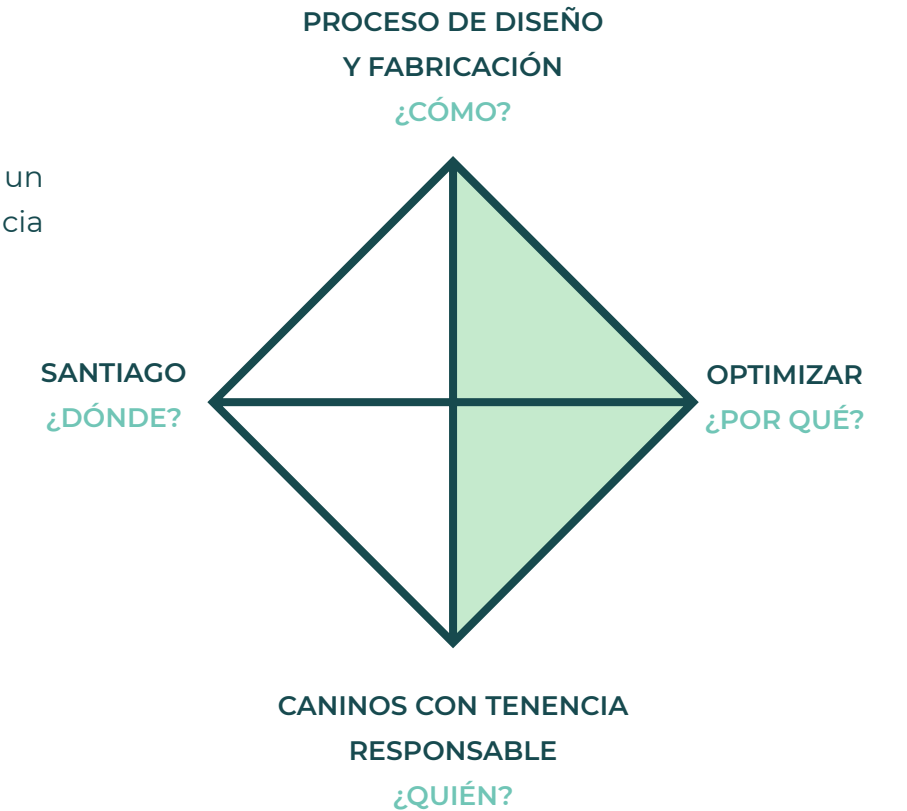 PROCESO DE DISEÑO
Y FABRICACIÓN
¿CÓMO?
un
cia
SANTIAGO
¿DÓNDE?
OPTIMIZAR
¿POR QUÉ?
CANINOS CON TENENCIA
RESPONSABLE
¿QUIÉN?